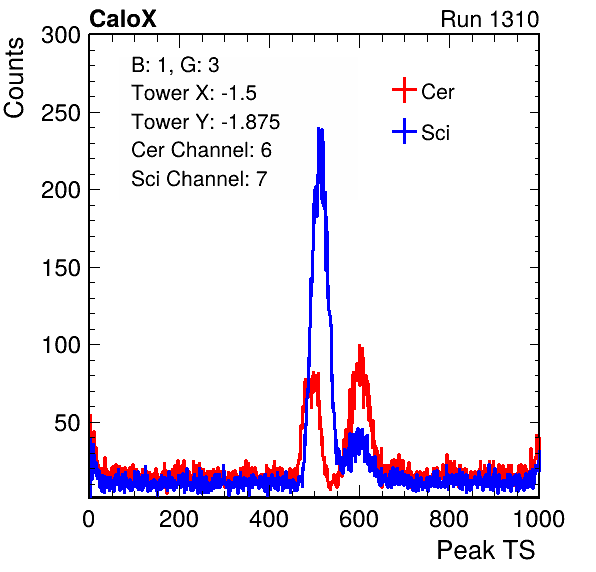 CaloX Run 1310
B: 1, G: 3
Tower X: -1.5
Tower Y: -1.875
Cer Channel: 6
Sci Channel: 7
Cer
Sci
Counts
300
250
200
150
100
50
0 200 400 600 800 1000
Peak TS